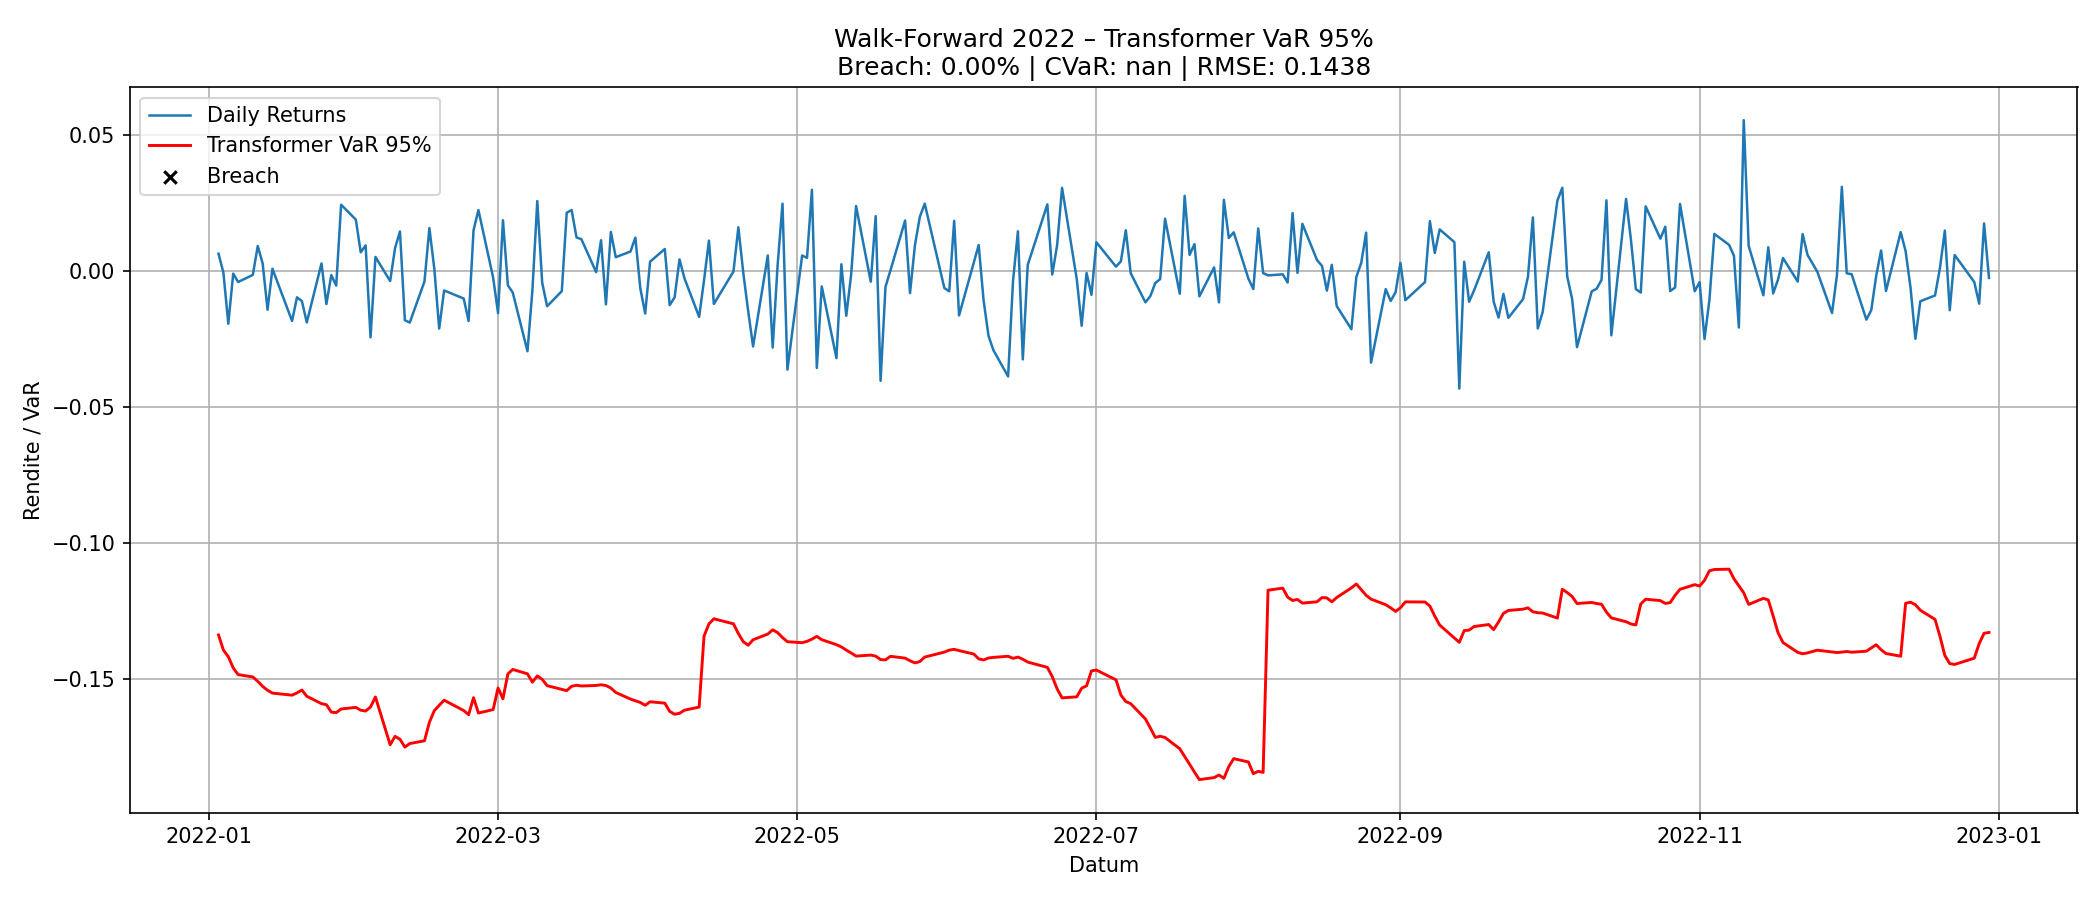 Walk-Forward 2022 – Transformer VaR 95%
Breach: 0.00% | CVaR: nan | RMSE: 0.1438
Daily Returns
Transformer VaR 95%
Breach
0.05
0.00
−0.05
−0.10
−0.15
Rendite / VaR
2022-01
2022-03
2022-05
2022-07
2022-09
2022-11
2023-01
Datum